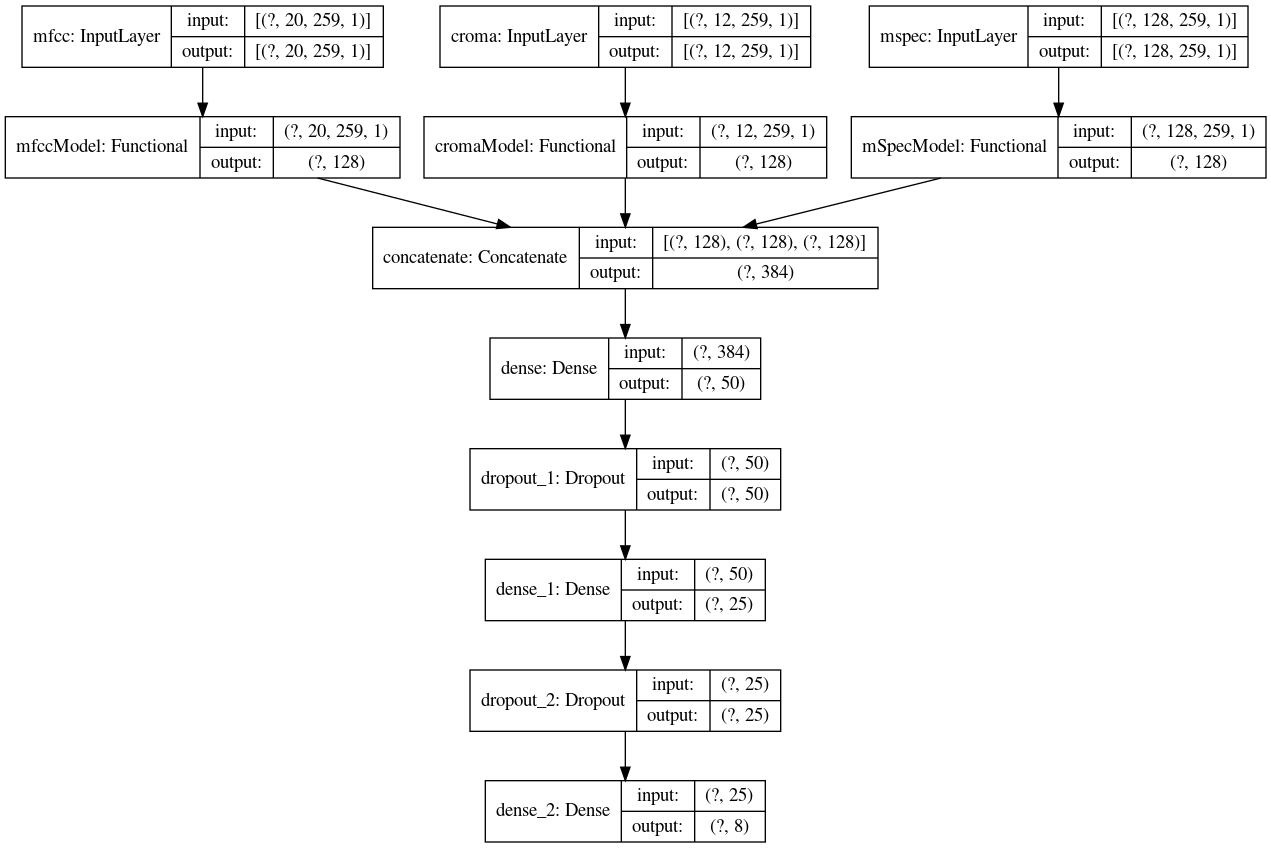 mfcc: InputLayer input: [(?, 20, 259, 1)]
output: [(?, 20, 259, 1)]
croma: InputLayer input: [(?, 12, 259, 1)]
output: [(?, 12, 259, 1)]
mspec: InputLayer input: [(?, 128, 259, 1)]
output: [(?, 128, 259, 1)]
mfccModel: Functional input: (?, 20, 259, 1)
output: (?, 128)
cromaModel: Functional input: (?, 12, 259, 1)
output: (?, 128)
mSpecModel: Functional input: (?, 128, 259, 1)
output: (?, 128)
concatenate: Concatenate input: [(?, 128), (?, 128), (?, 128)]
output: (?, 384)
dense: Dense input: (?, 384)
output: (?, 50)
dropout_1: Dropout input: (?, 50)
output: (?, 50)
dense_1: Dense input: (?, 50)
output: (?, 25)
dropout_2: Dropout input: (?, 25)
output: (?, 25)
dense_2: Dense input: (?, 25)
output: (?, 8)